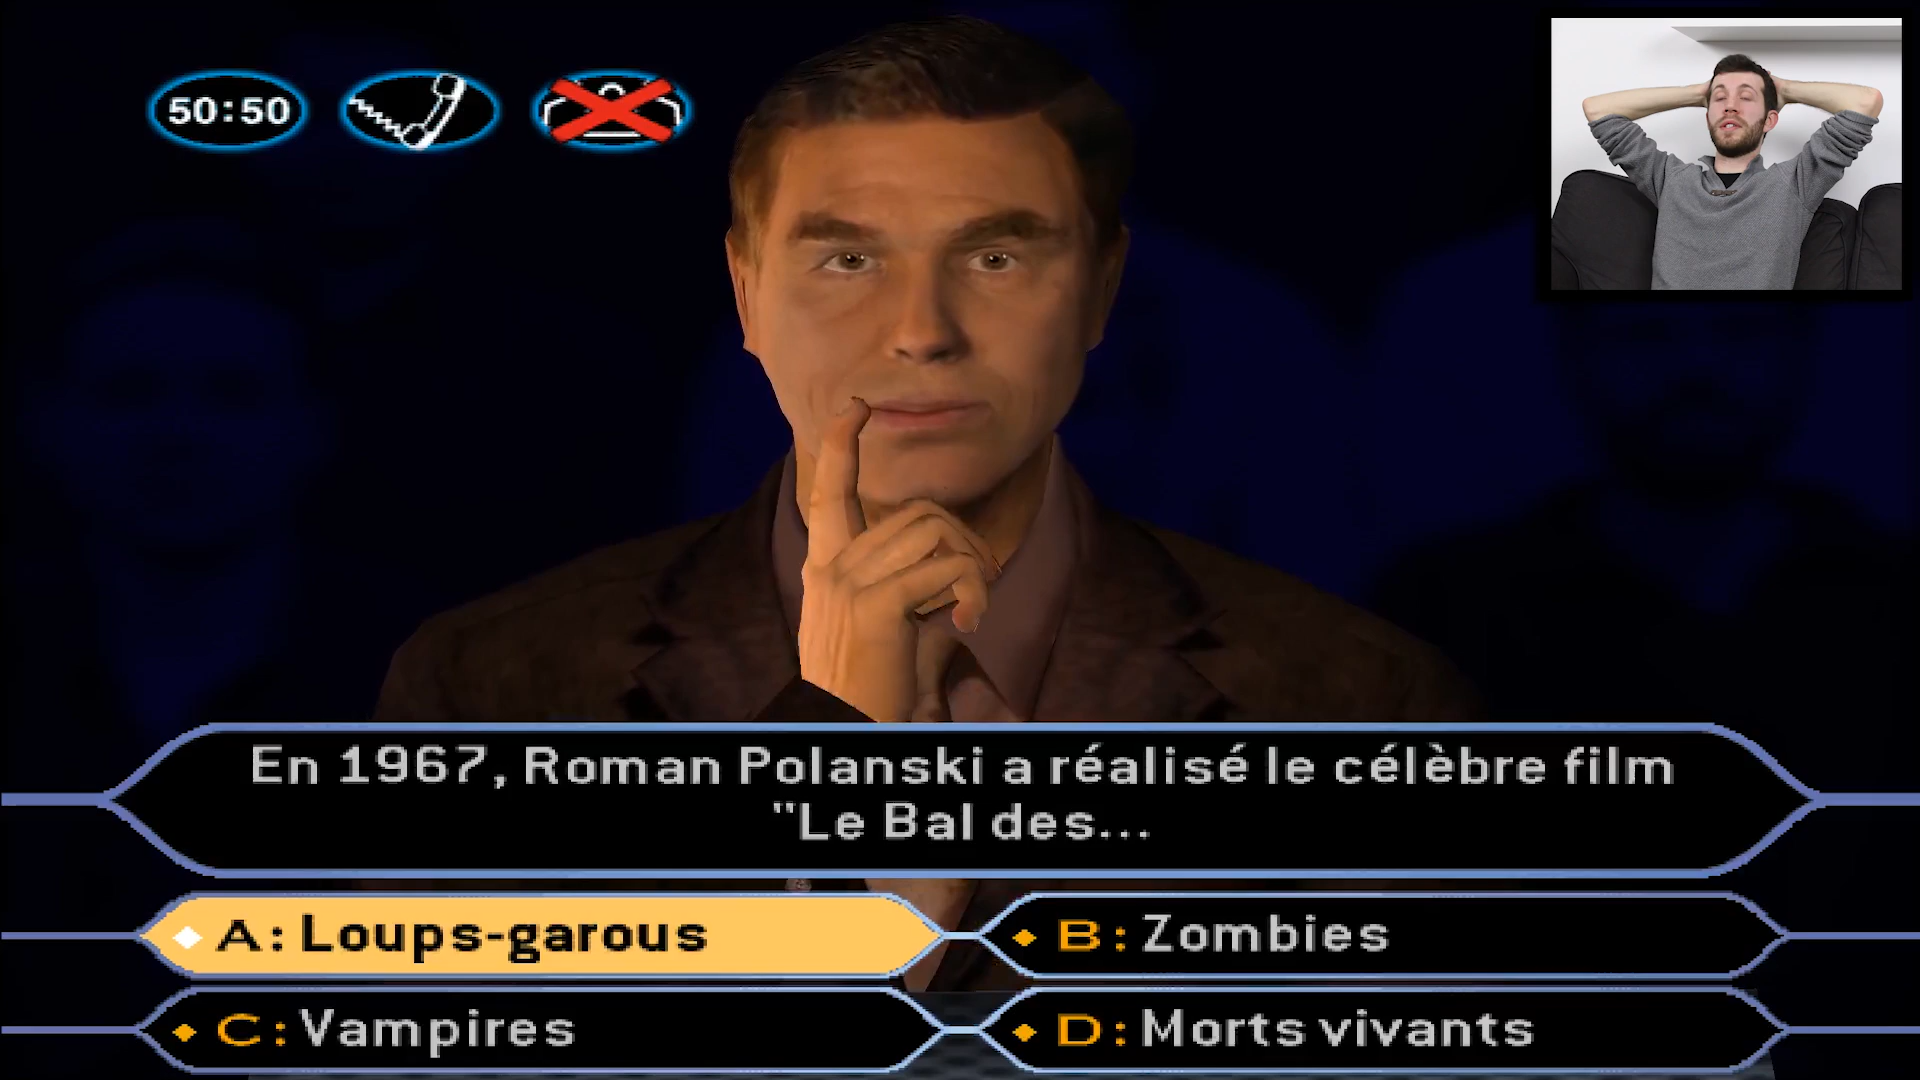 50:50
En 1967, Roman Polanski a réalisé le célèbre film
"Le Bal des...
A: Loups-garous
B: Zombies
C: Vampires
D: Morts vivants